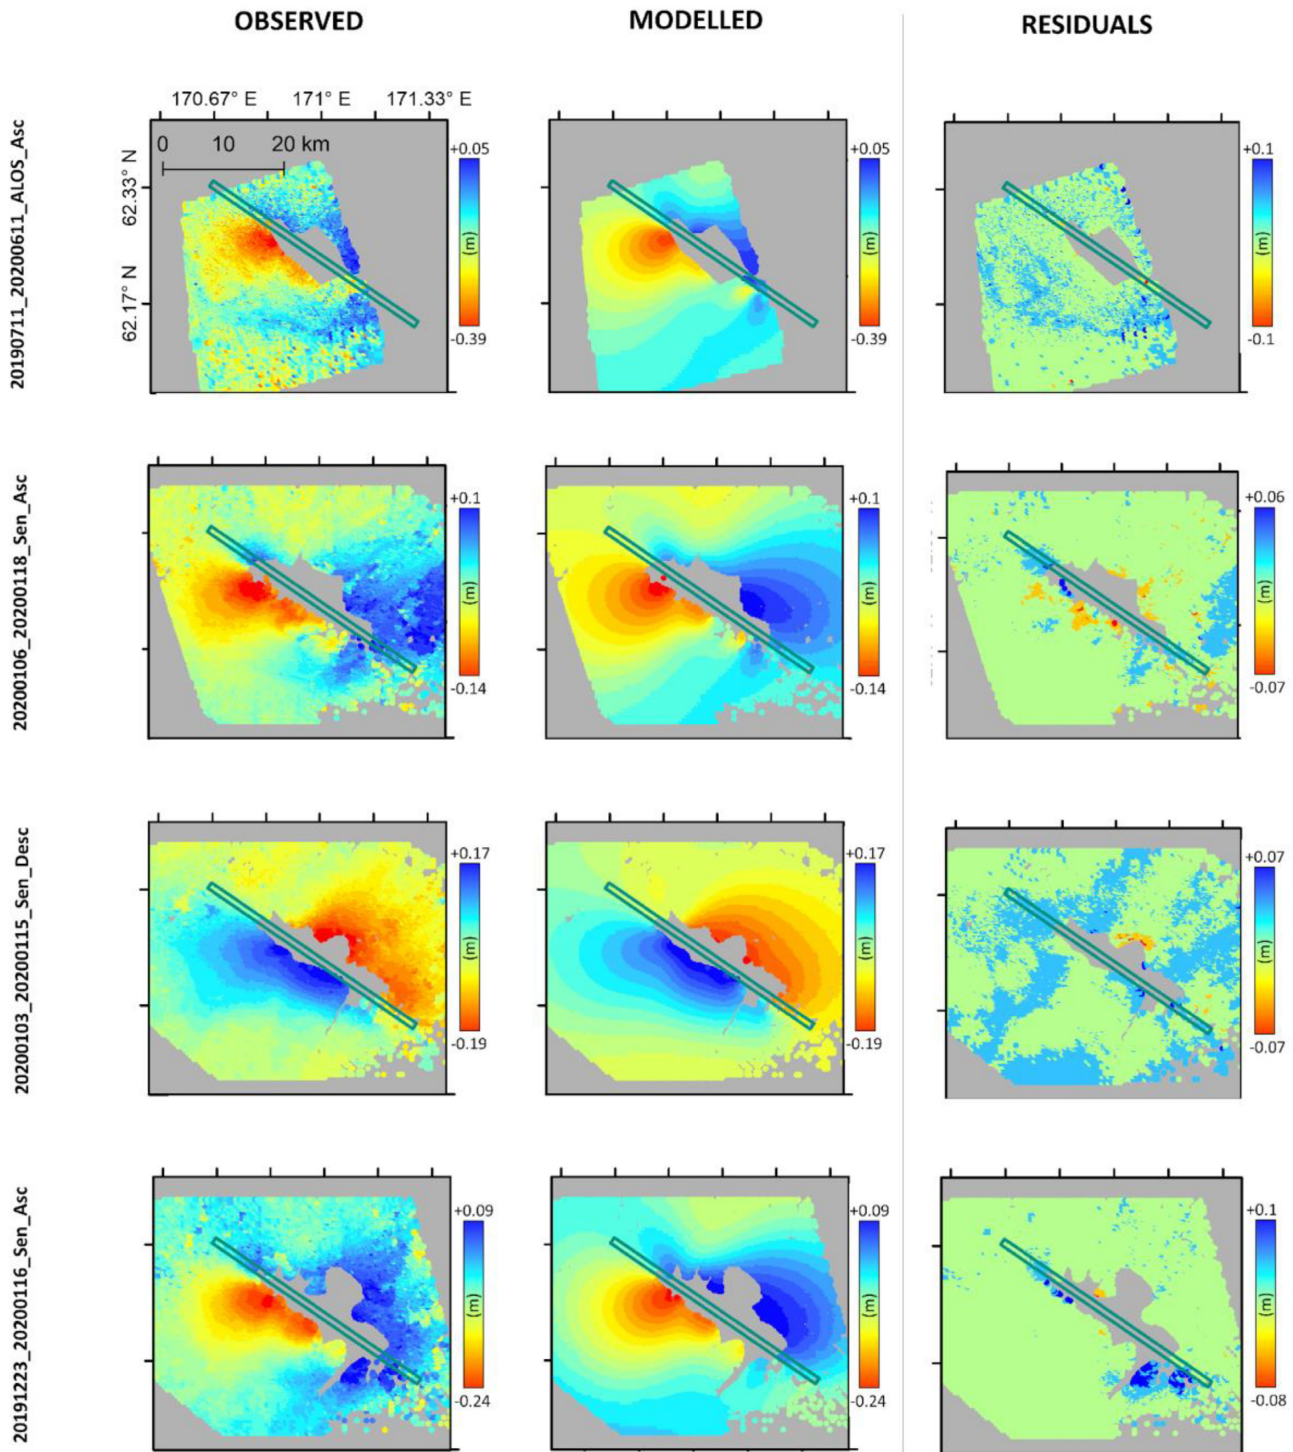 OBSERVED MODELLED RESIDUALS
20190711_20200611_ALOS_Asc
170.67° E 171° E 171.33° E
0 10 20 km
62.33° N
62.17° N
+0.05 (m) -0.39
+0.05 (m) -0.39
+0.1 (m) -0.1
20200106_20200118_Sen_Asc
+0.1 (m) -0.14
+0.1 (m) -0.14
+0.06 (m) -0.07
20200103_20200115_Sen_Desc
+0.17 (m) -0.19
+0.17 (m) -0.19
+0.07 (m) -0.07
20191223_20200116_Sen_Asc
+0.09 (m) -0.24
+0.09 (m) -0.24
+0.1 (m) -0.08